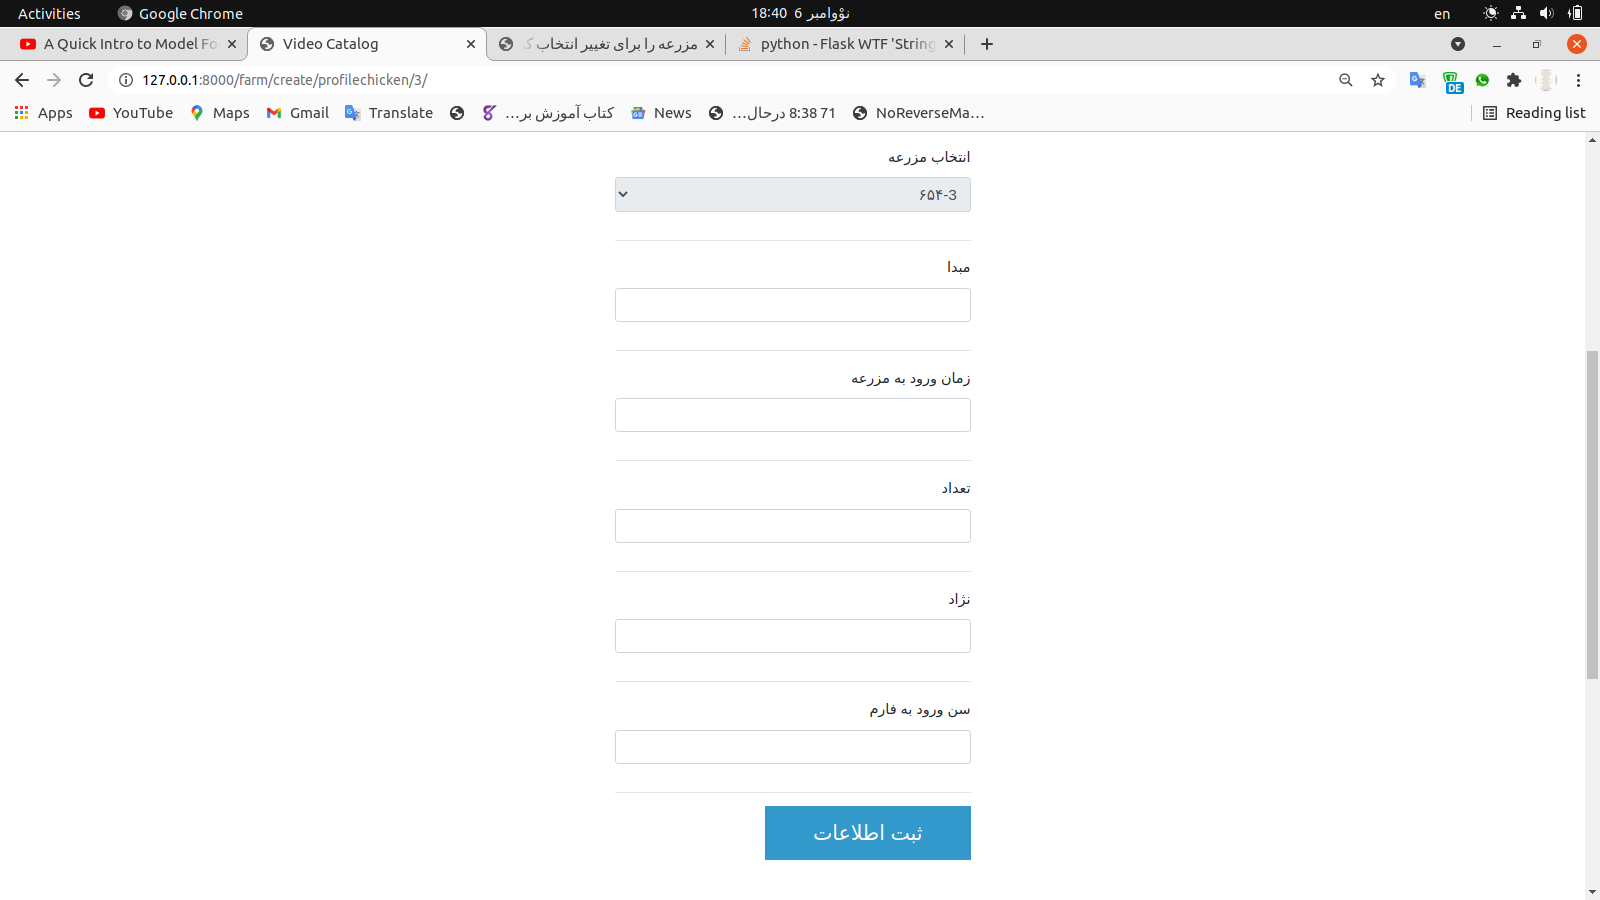 Activities
Google Chrome
نؤوامبر 6  18:40
en
A Quick Intro to Model Fo
Video Catalog
مزرعه را برای تغییر انتخاب ک
python - Flask WTF 'String
127.0.0.1:8000/farm/create/profilechicken/3/
DE
Apps
YouTube
Maps
Gmail
Translate
کتاب آموزش بر...
News
71 8:38 درحال...
NoReverseMa...
Reading list
انتخاب مزرعه
۶۵۴-3
مبدا
زمان ورود به مزرعه
تعداد
نژاد
سن ورود به فارم
ثبت اطلاعات